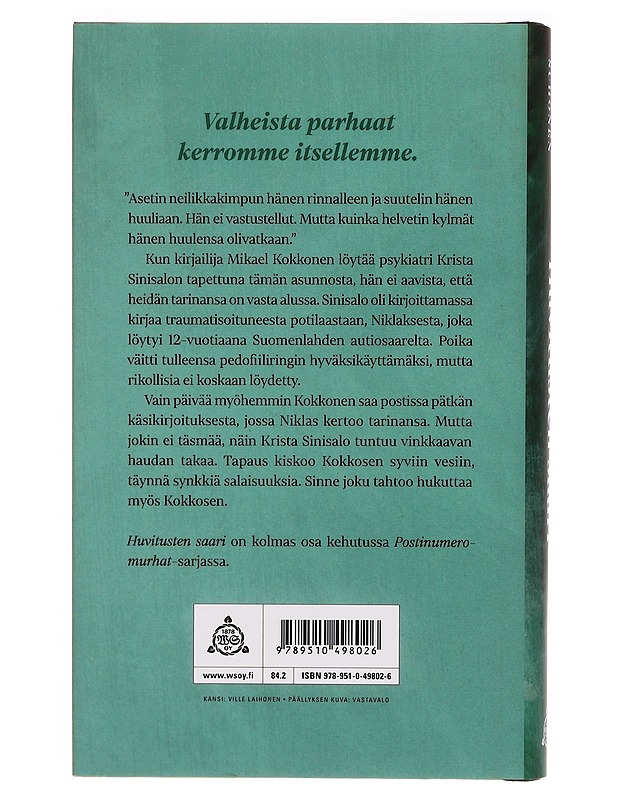 Valheista parhaat
kerromme itsellemme.
”Asetin neilikkakimpun hänen rinnalleen ja suutelin hänen
huuliaan. Hän ei vastustellut. Mutta kuinka helvetin kylmät
hänen huulensa olivatkaan.”
Kun kirjailija Mikael Kokkonen löytää psykiatri Krista
Sinisalon tapettuna tämän asunnosta, hän ei aavista, että
heidän tarinansa on vasta alussa. Sinisalo oli kirjoittamassa
kirjaa traumatisoituneesta potilaastaan, Niklaksesta, joka
löytyi 12-vuotiaana Suomenlahden autiosaarelta. Poika
väitti tulleensa pedofiiliringin hyväksikäyttämäksi, mutta
rikollisia ei koskaan löydetty.
Vain päivää myöhemmin Kokkonen saa postissa pätkän
käsikirjoituksesta, jossa Niklas kertoo tarinansa. Mutta
jokin ei täsmää, näin Krista Sinisalo tuntuu vinkkaavan
haudan takaa. Tapaus kiskoo Kokkosen syviin vesiin,
täynnä synkkiä salaisuuksia. Sinne joku tahtoo hukuttaa
myös Kokkosen.
Huvitusten saari on kolmas osa kehutussa Postinumero-
murhat-sarjassa.
1878
WS
OY
9789510498026
www.wsoy.fi 84.2 ISBN 978-951-0-49802-6
KANSI: VILLE LAIHONEN • PÄÄLLYKSEN KUVA: VASTAVALO